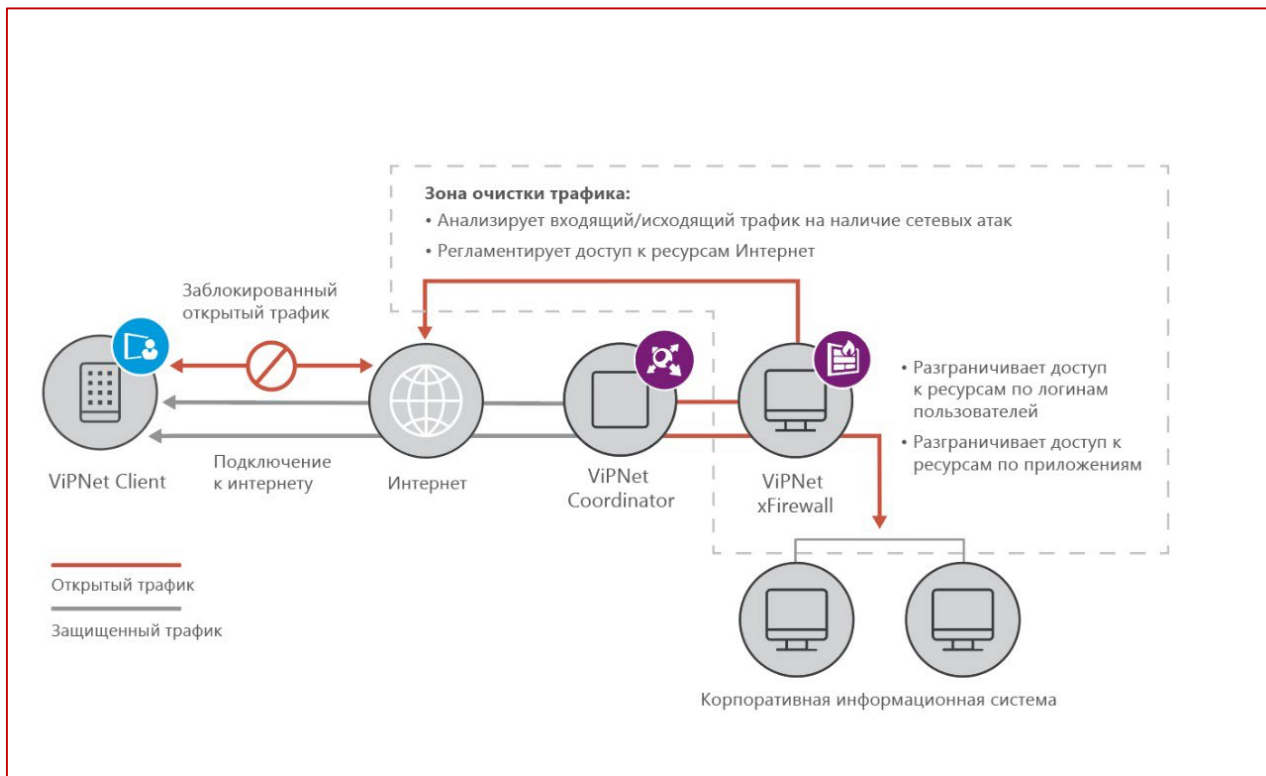 Зона очистки трафика:
• Анализирует входящий/исходящий трафик на наличие сетевых атак
• Регламентирует доступ к ресурсам Интернет
Заблокированный
открытый трафик
• Разграничивает доступ
к ресурсам по логинам
пользователей
• Разграничивает доступ к
ресурсам по приложениям
ViPNet Client
Подключение
к интернету
Интернет
ViPNet
Coordinator
ViPNet
xFirewall
Открытый трафик
Защищенный трафик
Корпоративная информационная система